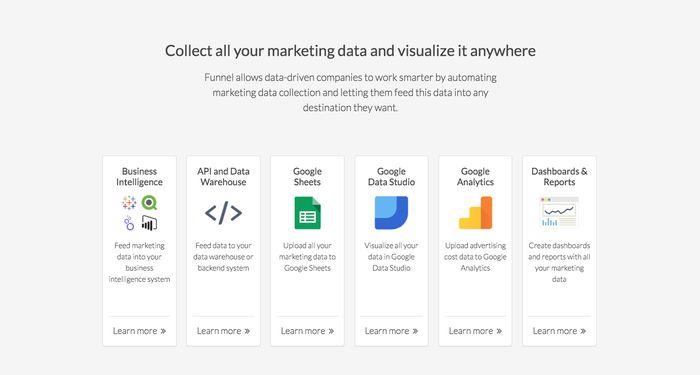 Collect all your marketing data and visualize it anywhere
Funnel allows data-driven companies to work smarter by automating
marketing data collection and letting them feed this data into any
destination they want.
Business
Intelligence
Feed marketing
data into your
business
intelligence system
Learn more »
API and Data
Warehouse
</>
Feed data to your
data warehouse or
backend system
Learn more »
Google
Sheets
Upload all your
marketing data to
Google Sheets
Learn more »
Google
Data Studio
Visualize all your
data in Google
Data Studio
Learn more »
Google
Analytics
Upload advertising
cost data to Google
Analytics
Learn more »
Dashboards &
Reports
Create dashboards
and reports with all
your marketing
data
Learn more »